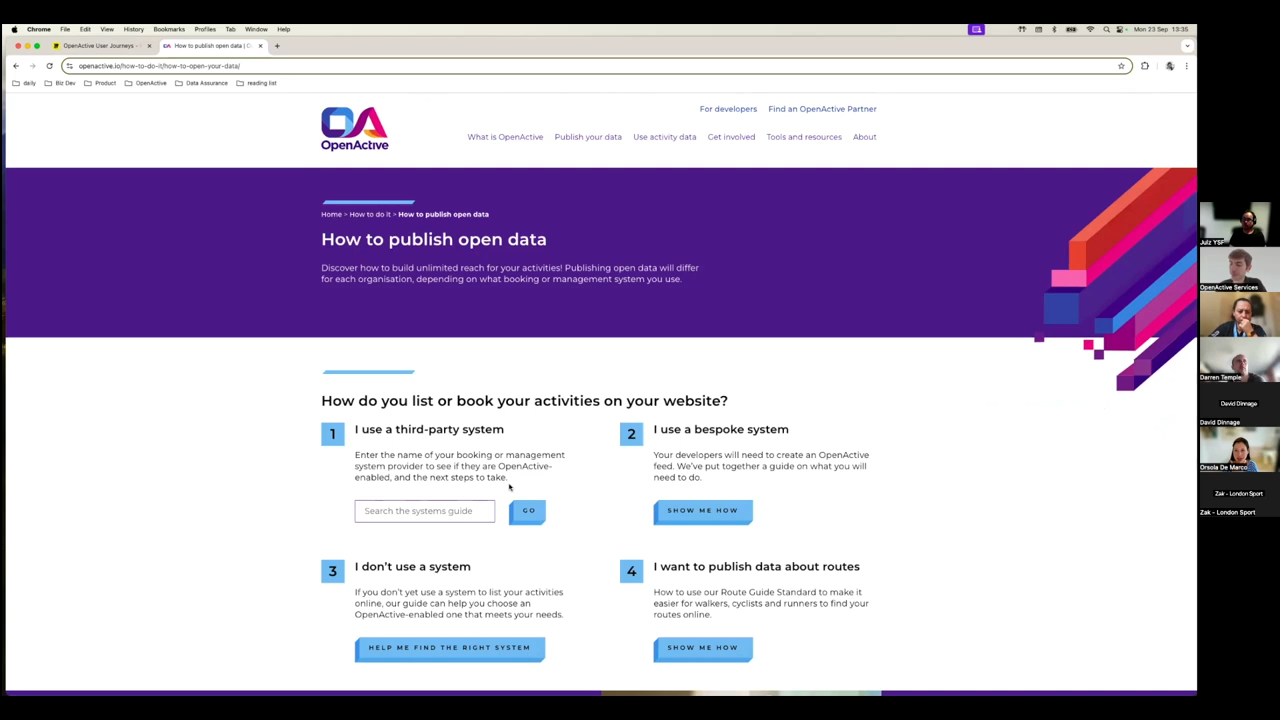 Chrome File Edit View History Bookmarks Profiles Tab Window Help
Mon 23 Sep 13:35
OpenActive User Journeys -
How to publish open data |
openactive.io/how-to-do-it/how-to-open-your-data/
daily Biz Dev Product OpenActive Data Assurance reading list
For developers Find an OpenActive Partner
OpenActive
What is OpenActive Publish your data Use activity data Get involved Tools and resources About
Home > How to do it > How to publish open data
How to publish open data
Discover how to build unlimited reach for your activities! Publishing open data will differ
for each organisation, depending on what booking or management system you use.
How do you list or book your activities on your website?
1 I use a third-party system
Enter the name of your booking or management
system provider to see if they are OpenActive-
enabled, and the next steps to take.
Search the systems guide GO
2 I use a bespoke system
Your developers will need to create an OpenActive
feed. We've put together a guide on what you will
need to do.
SHOW ME HOW
3 I don't use a system
If you don't yet use a system to list your activities
online, our guide can help you choose an
OpenActive-enabled one that meets your needs.
HELP ME FIND THE RIGHT SYSTEM
4 I want to publish data about routes
How to use our Route Guide Standard to make it
easier for walkers, cyclists and runners to find your
routes online.
SHOW ME HOW
Julz YSF
OpenActive Services
Darren Temple
David Dinnage
David Dinnage
Orsola De Marco
Zak - London Sport
Zak - London Sport